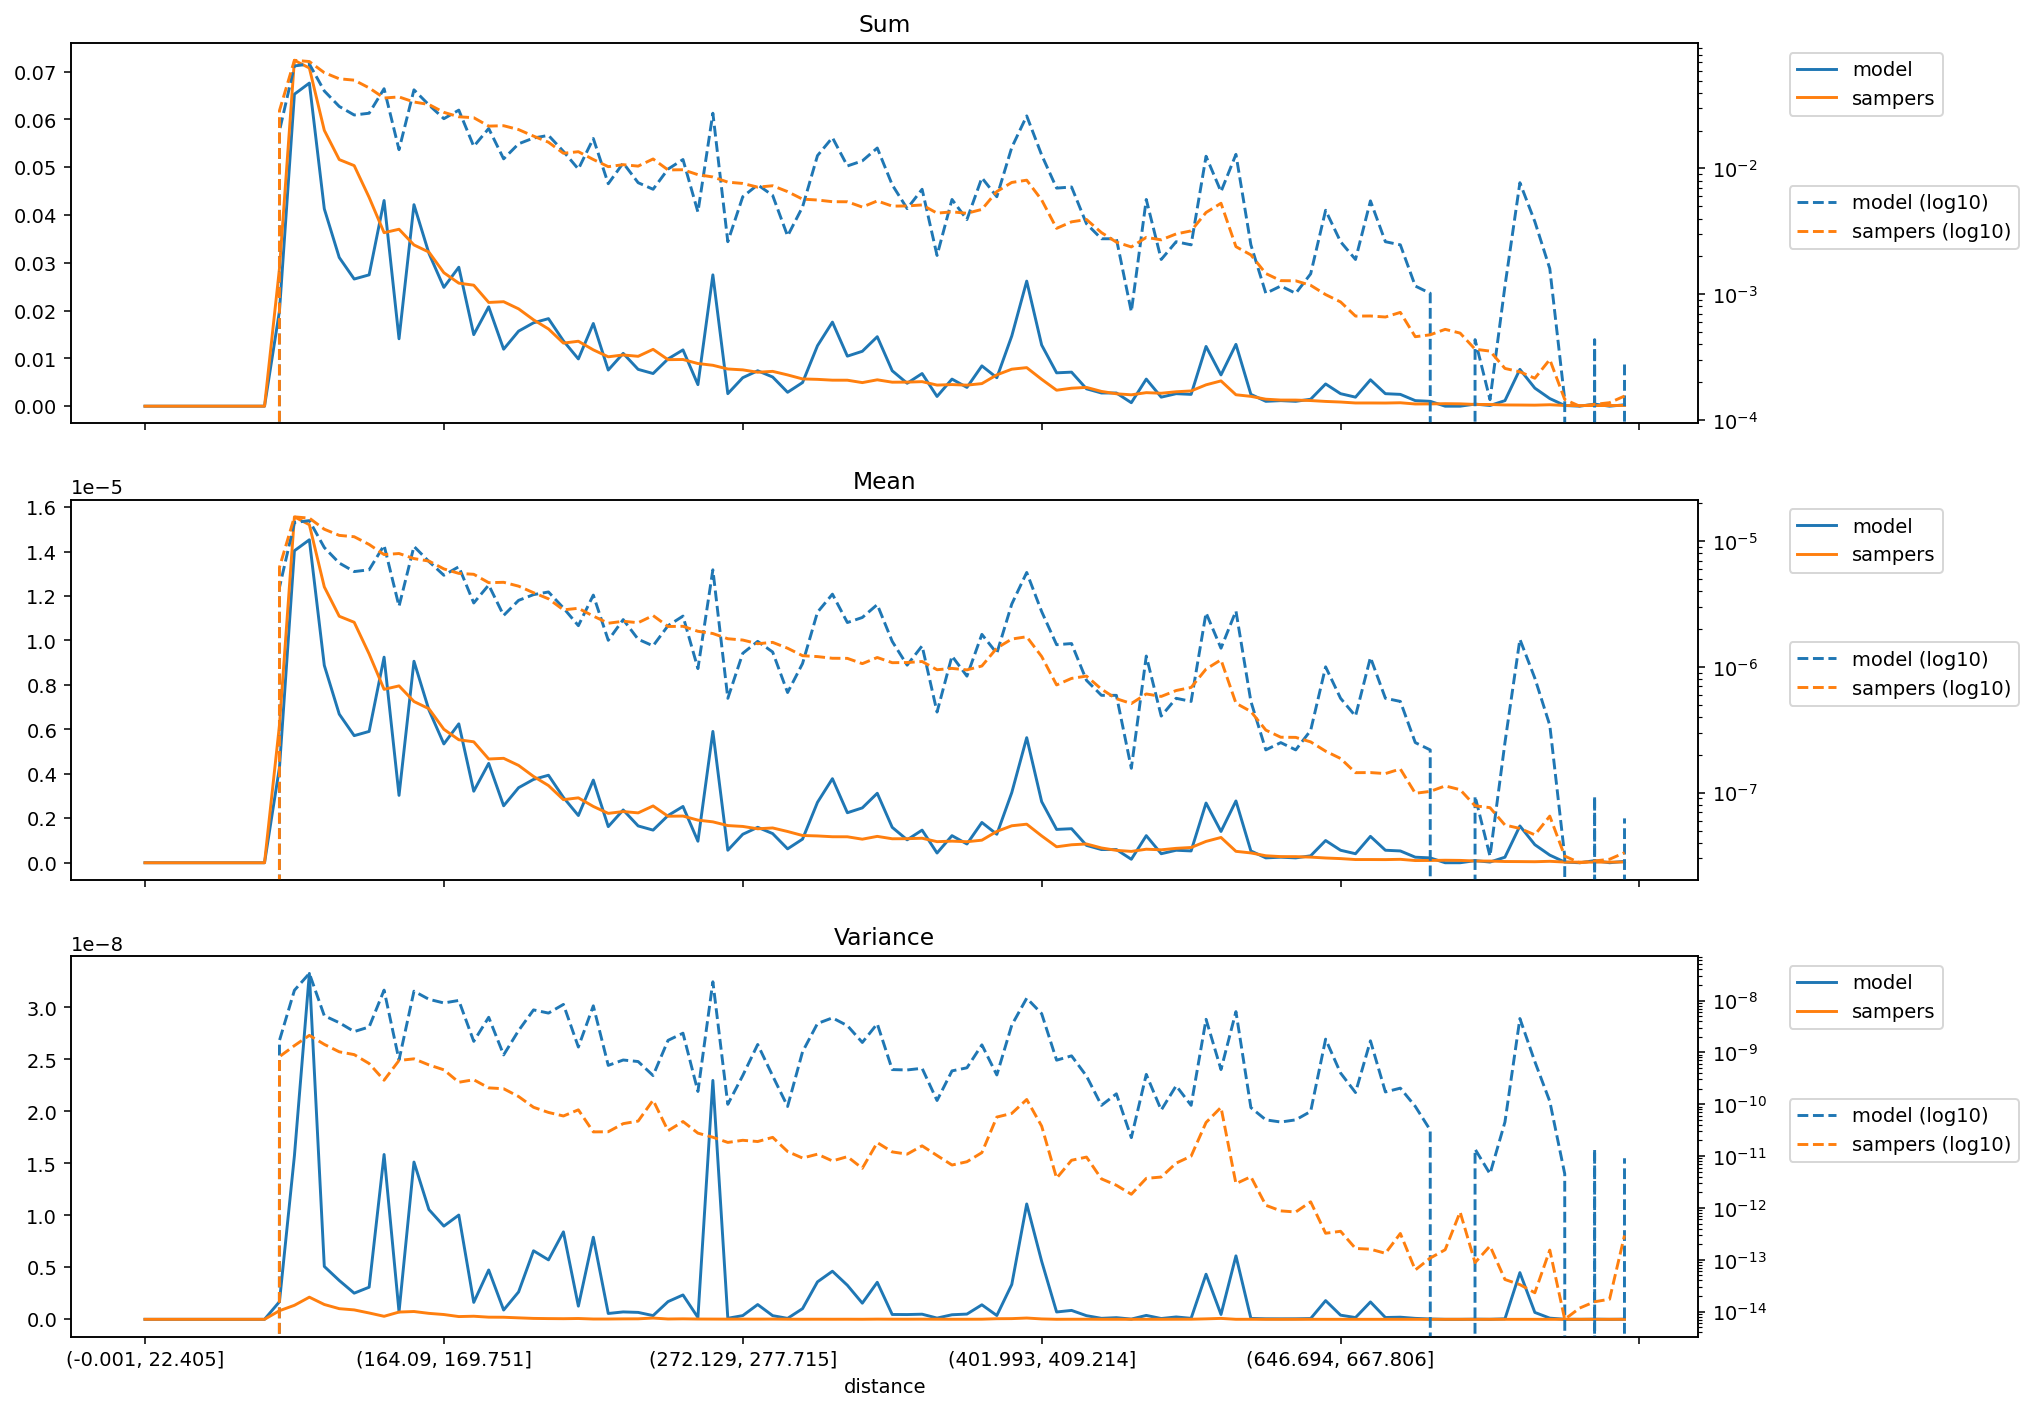 Sum
0.07
0.06
0.05
0.04
0.03
0.02
0.01
0.00
10−2
10−3
10−4
model
sampers
model (log10)
sampers (log10)
Mean
1e−5
1.6
1.4
1.2
1.0
0.8
0.6
0.4
0.2
0.0
10−5
10−6
10−7
model
sampers
model (log10)
sampers (log10)
Variance
1e−8
3.0
2.5
2.0
1.5
1.0
0.5
0.0
10−8
10−9
10−10
10−11
10−12
10−13
10−14
model
sampers
model (log10)
sampers (log10)
(-0.001, 22.405] (164.09, 169.751] (272.129, 277.715] (401.993, 409.214] (646.694, 667.806]
distance